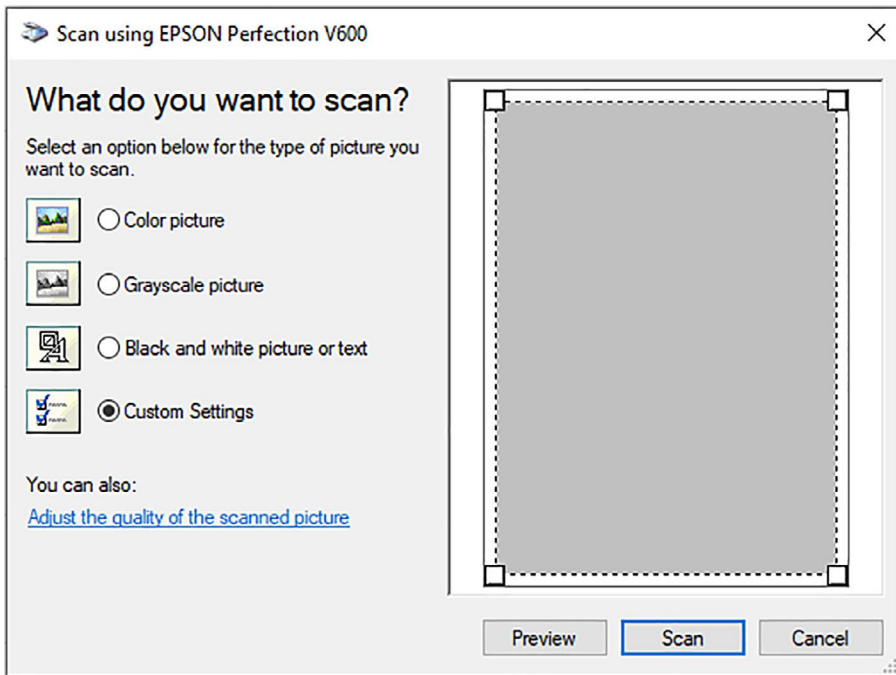 Scan using EPSON Perfection V600
What do you want to scan?
Select an option below for the type of picture you
want to scan.
Color picture
Grayscale picture
Black and white picture or text
Custom Settings
You can also:
Adjust the quality of the scanned picture
Preview
Scan
Cancel